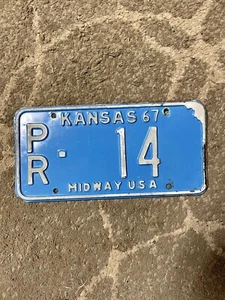 KANSAS 67
PR - 14
MIDWAY USA